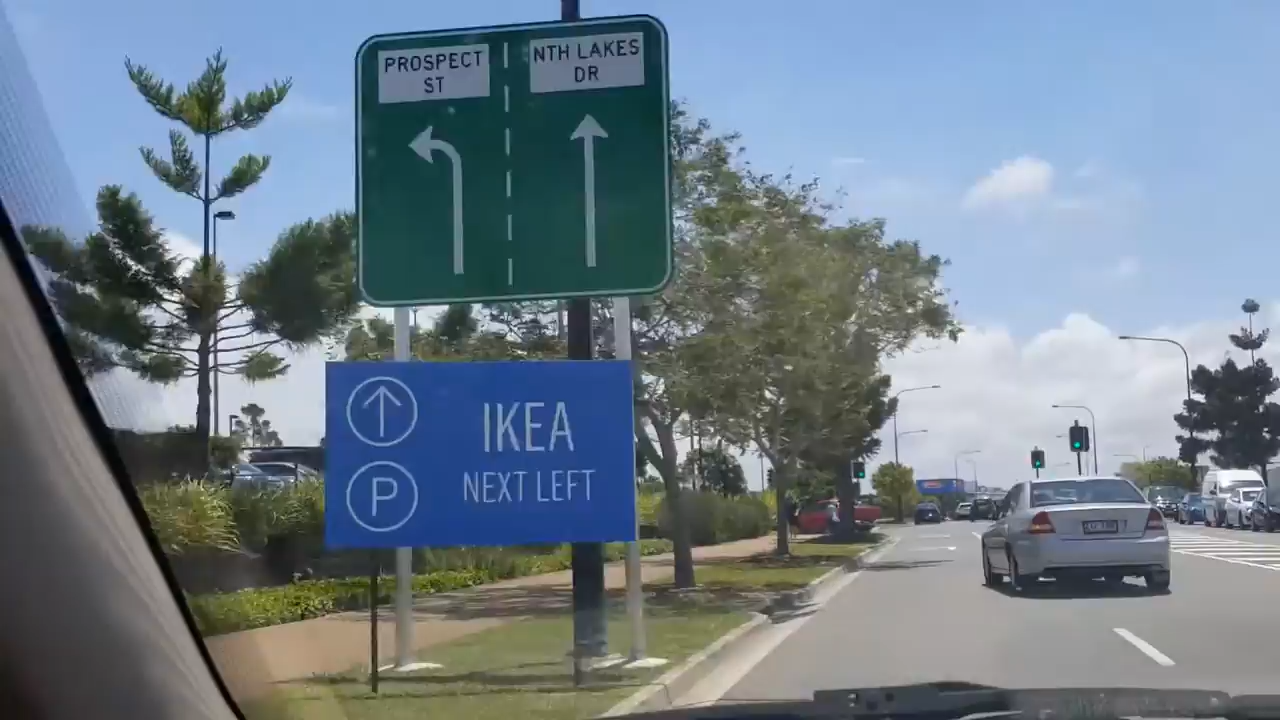 PROSPECT
ST
NTH LAKES
DR
IKEA
P
NEXT LEFT